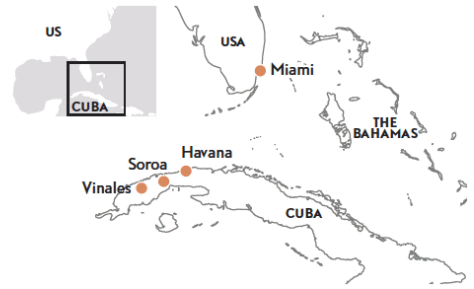 US
CUBA
USA
Miami
THE
BAHAMAS
Havana
Soroa
Vinales
CUBA